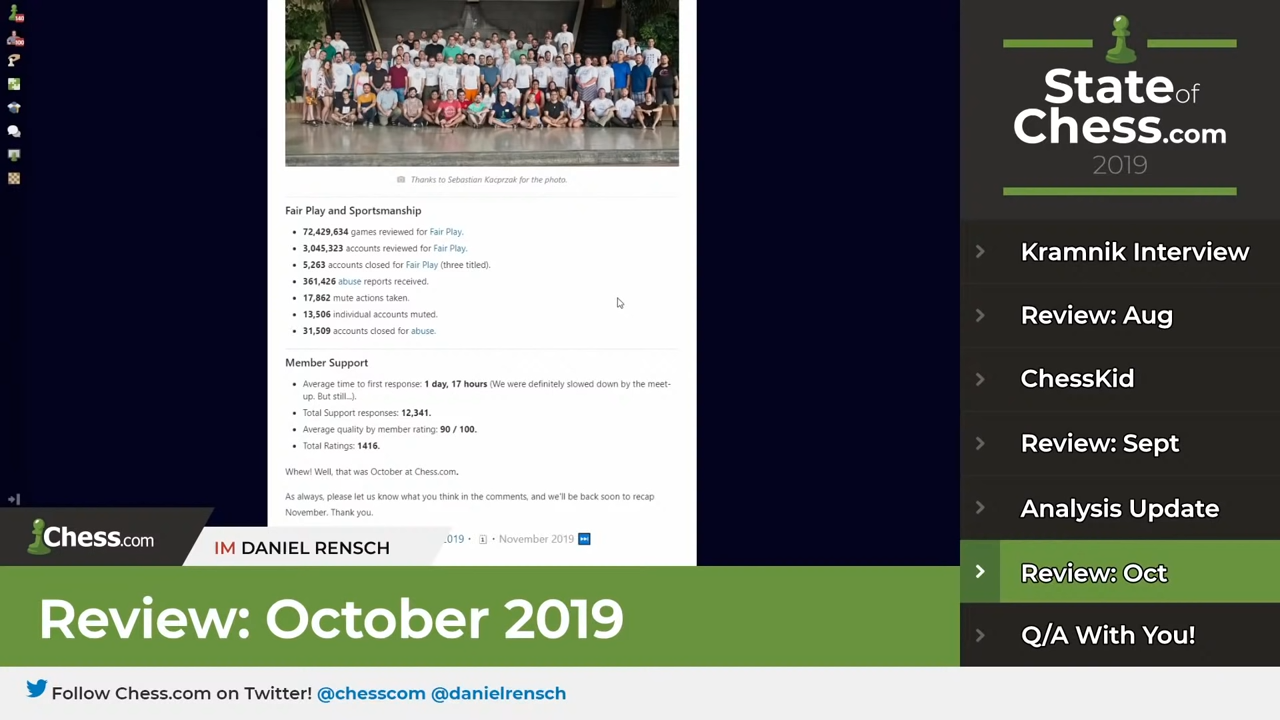 140
100
Thanks to Sebastian Kacprzak for the photo.
Fair Play and Sportsmanship
72,429,634 games reviewed for Fair Play.
3,045,323 accounts reviewed for Fair Play.
5,263 accounts closed for Fair Play (three titled).
361,426 abuse reports received.
17,862 mute actions taken.
13,506 individual accounts muted.
31,509 accounts closed for abuse.
Member Support
Average time to first response: 1 day, 17 hours (We were definitely slowed down by the meet-
up. But still...).
Total Support responses: 12,341.
Average quality by member rating: 90 / 100.
Total Ratings: 1416.
Whew! Well, that was October at Chess.com.
As always, please let us know what you think in the comments, and we'll be back soon to recap
November. Thank you.
2019 • 1 • November 2019
Chess.com
IM DANIEL RENSCH
Review: October 2019
Follow Chess.com on Twitter! @chesscom @danielrensch
State of
Chess.com
2019
Kramnik Interview
Review: Aug
ChessKid
Review: Sept
Analysis Update
Review: Oct
Q/A With You!